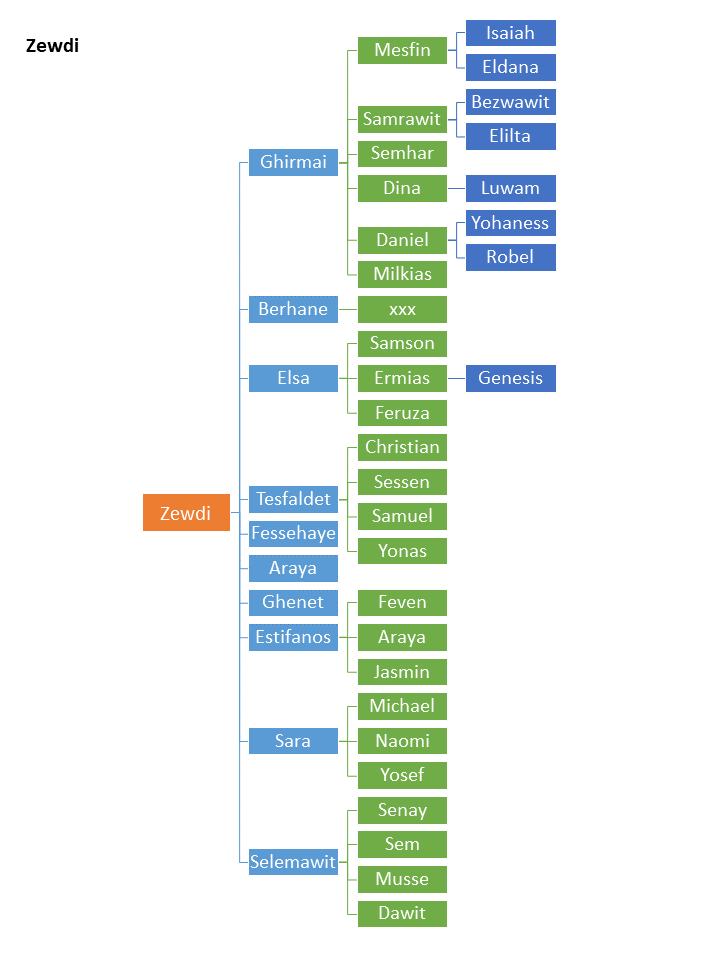 Zewdi
Zewdi
Ghirmai
Mesfin
Isaiah
Eldana
Samrawit
Bezwawit
Elilta
Semhar
Dina
Luwam
Daniel
Yohaness
Robel
Milkias
Berhane
xxx
Elsa
Samson
Ermias
Genesis
Feruza
Tesfaldet
Christian
Sessen
Samuel
Yonas
Fessehaye
Araya
Ghenet
Estifanos
Feven
Araya
Jasmin
Sara
Michael
Naomi
Yosef
Selemawit
Senay
Sem
Musse
Dawit